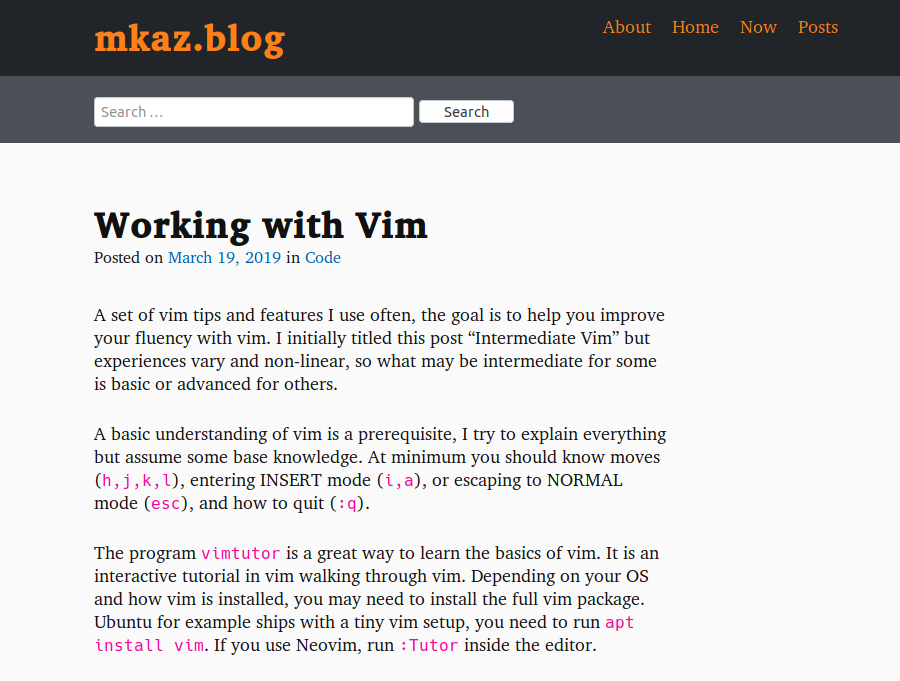 mkaz.blog
About Home Now Posts
Search …
Search
Working with Vim
Posted on March 19, 2019 in Code
A set of vim tips and features I use often, the goal is to help you improve
your fluency with vim. I initially titled this post “Intermediate Vim” but
experiences vary and non-linear, so what may be intermediate for some
is basic or advanced for others.
A basic understanding of vim is a prerequisite, I try to explain everything
but assume some base knowledge. At minimum you should know moves
(h,j,k,l), entering INSERT mode (i,a), or escaping to NORMAL
mode (esc), and how to quit (:q).
The program vimtutor is a great way to learn the basics of vim. It is an
interactive tutorial in vim walking through vim. Depending on your OS
and how vim is installed, you may need to install the full vim package.
Ubuntu for example ships with a tiny vim setup, you need to run apt
install vim. If you use Neovim, run :Tutor inside the editor.